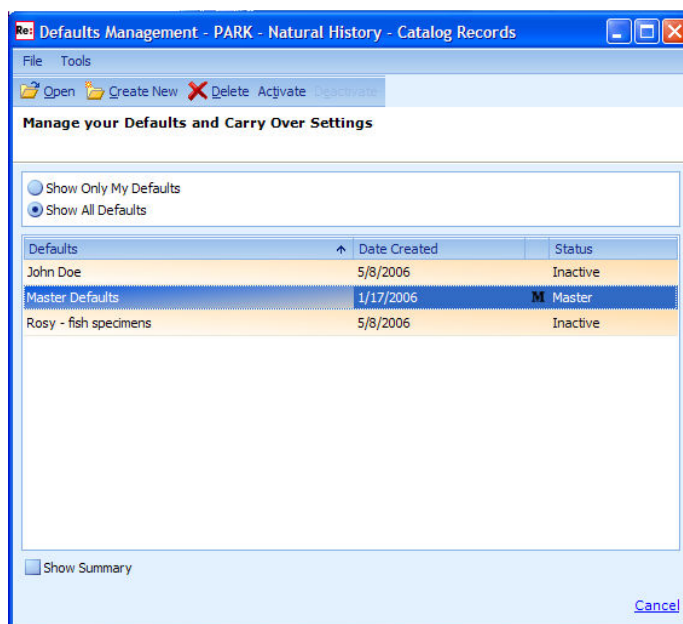 Re: Defaults Management - PARK - Natural History - Catalog Records
File Tools
Open Create New Delete Activate Deactivate
Manage your Defaults and Carry Over Settings
Show Only My Defaults
Show All Defaults
Defaults Date Created Status
John Doe 5/8/2006 Inactive
Master Defaults 1/17/2006 M Master
Rosy - fish specimens 5/8/2006 Inactive
Show Summary
Cancel